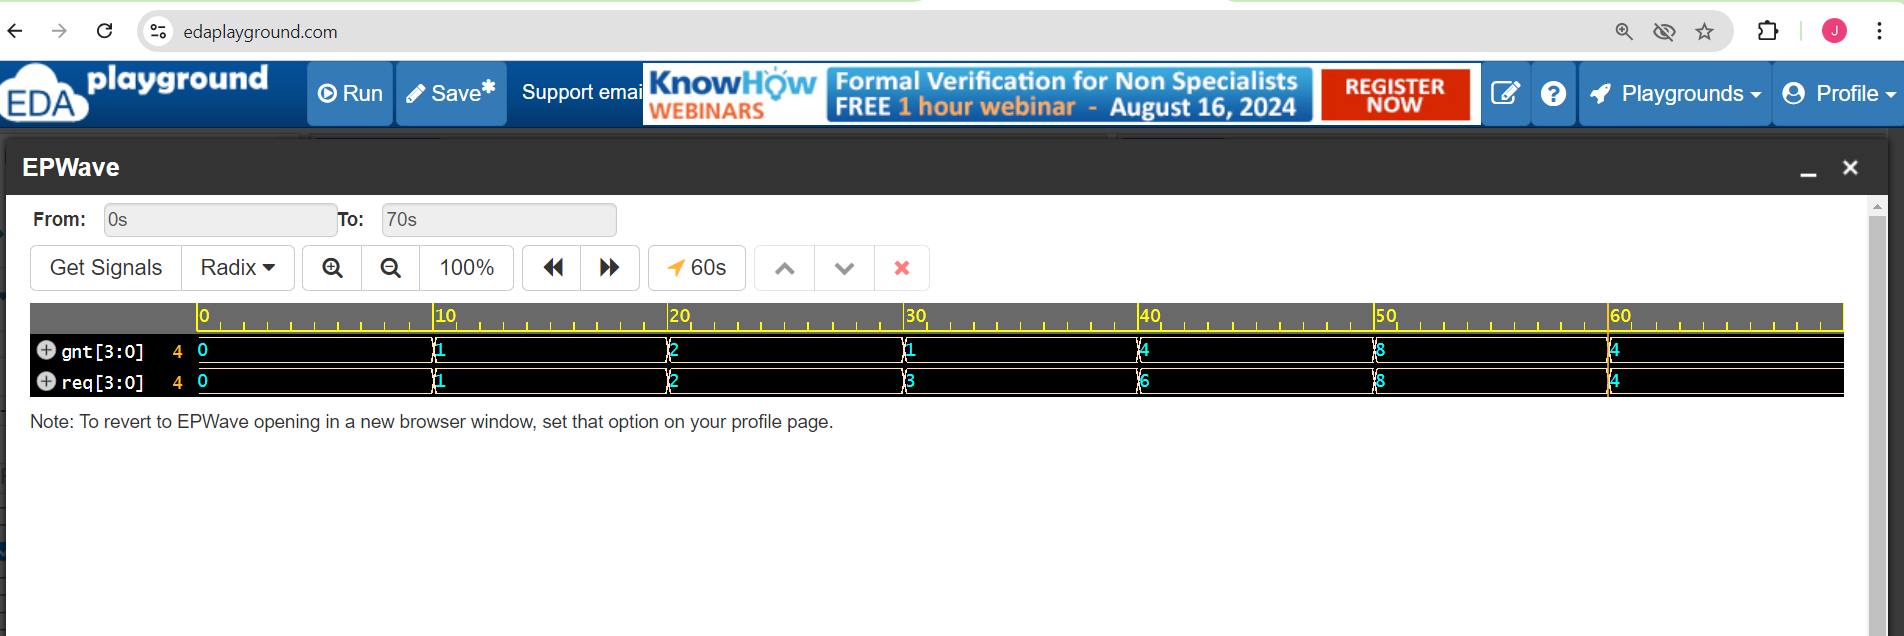 edaplayground.com
J
EDA playground
Run
Save*
Support emai
KnowHow
WEBINARS
Formal Verification for Non Specialists
FREE 1 hour webinar - August 16, 2024
REGISTER
NOW
?
Playgrounds
Profile
EPWave
From: 0s To: 70s
Get Signals Radix 100% 60s
0 10 20 30 40 50 60
gnt[3:0] 4 0 1 2 1 4 8 4
req[3:0] 4 0 1 2 3 6 8 4
Note: To revert to EPWave opening in a new browser window, set that option on your profile page.